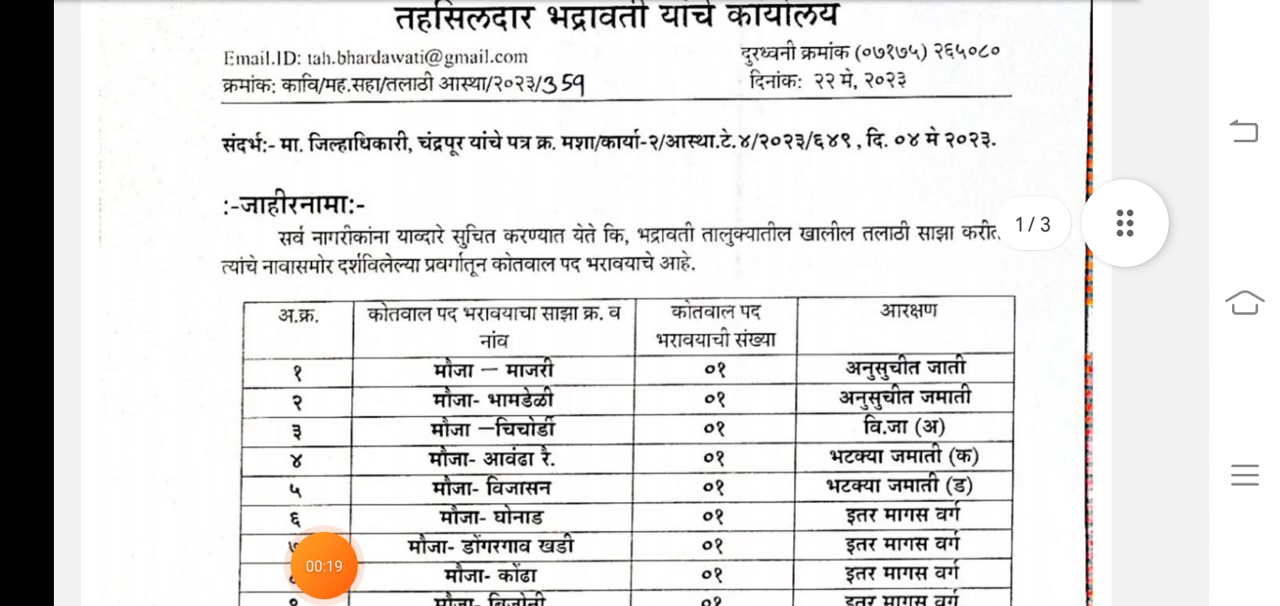 तहसिलदार भद्रावती यांचे कार्यालय
Email.ID: tah.bhardawati@gmail.com
दुरध्वनी क्रमांक (०७१७५) २६५०८०
क्रमांक: कावि/मह.सहा/तलाठी आस्था/२०२३/359
दिनांक: २२ मे, २०२३
संदर्भ:- मा. जिल्हाधिकारी, चंद्रपूर यांचे पत्र क्र. मशा/कार्या-२/आस्था.टे.४/२०२३/६४९, दि. ०४ मे २०२३.
:-जाहीरनामा:-
सर्व नागरीकांना याव्दारे सुचित करण्यात येते कि, भद्रावती तालुक्यातील खालील तलाठी साझा करीत
1/3
त्यांचे नावासमोर दर्शविलेल्या प्रवर्गातून कोतवाल पद भरावयाचे आहे.
अ.क्र. कोतवाल पद भरावयाचा साझा क्र. व नांव कोतवाल पद भरावयाची संख्या आरक्षण
१ मौजा – माजरी ०१ अनुसुचीत जाती
२ मौजा- भामडेळी ०१ अनुसुचीत जमाती
३ मौजा –चिचोर्डी ०१ वि.जा (अ)
४ मौजा- आवंढा रै. ०१ भटक्या जमाती (क)
५ मौजा- विजासन ०१ भटक्या जमाती (ड)
६ मौजा- घोनाड ०१ इतर मागस वर्ग
मौजा- डोंगरगाव खडी ०१ इतर मागस वर्ग
मौजा- कोंढा ०१ इतर मागस वर्ग
मौजा- बिजोनी ०१ इतर मागस वर्ग
00:19